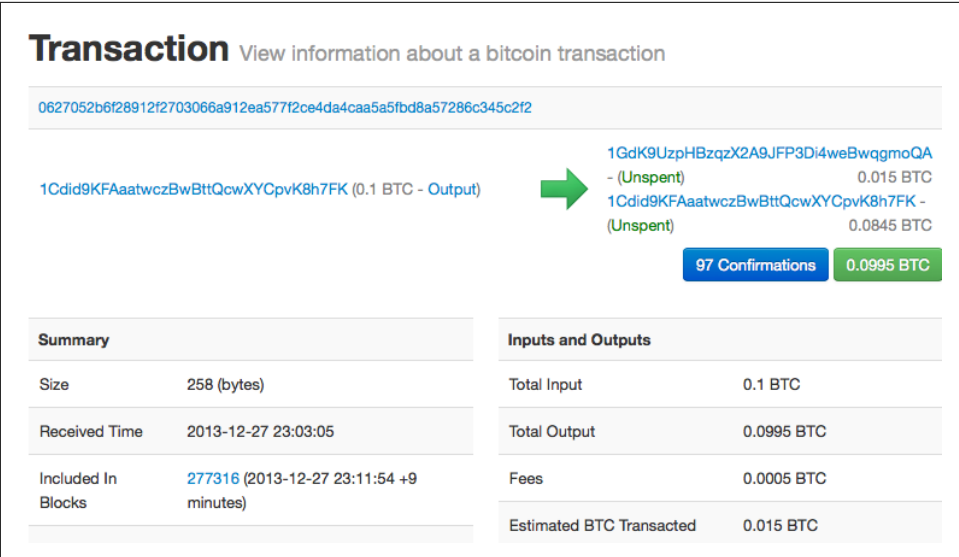 Transaction View information about a bitcoin transaction
0627052b6f28912f2703066a912ea577f2ce4da4caa5a5fbd8a57286c345c2f2
1Cdid9KFAaatwczBwBttQcwXYCpvK8h7FK (0.1 BTC - Output)
1GdK9UzpHBzqzX2A9JFP3Di4weBwqgmoQA
- (Unspent) 0.015 BTC
1Cdid9KFAaatwczBwBttQcwXYCpvK8h7FK -
(Unspent) 0.0845 BTC
97 Confirmations 0.0995 BTC
Summary
Size 258 (bytes)
Received Time 2013-12-27 23:03:05
Included In 277316 (2013-12-27 23:11:54 +9
Blocks minutes)
Inputs and Outputs
Total Input 0.1 BTC
Total Output 0.0995 BTC
Fees 0.0005 BTC
Estimated BTC Transacted 0.015 BTC